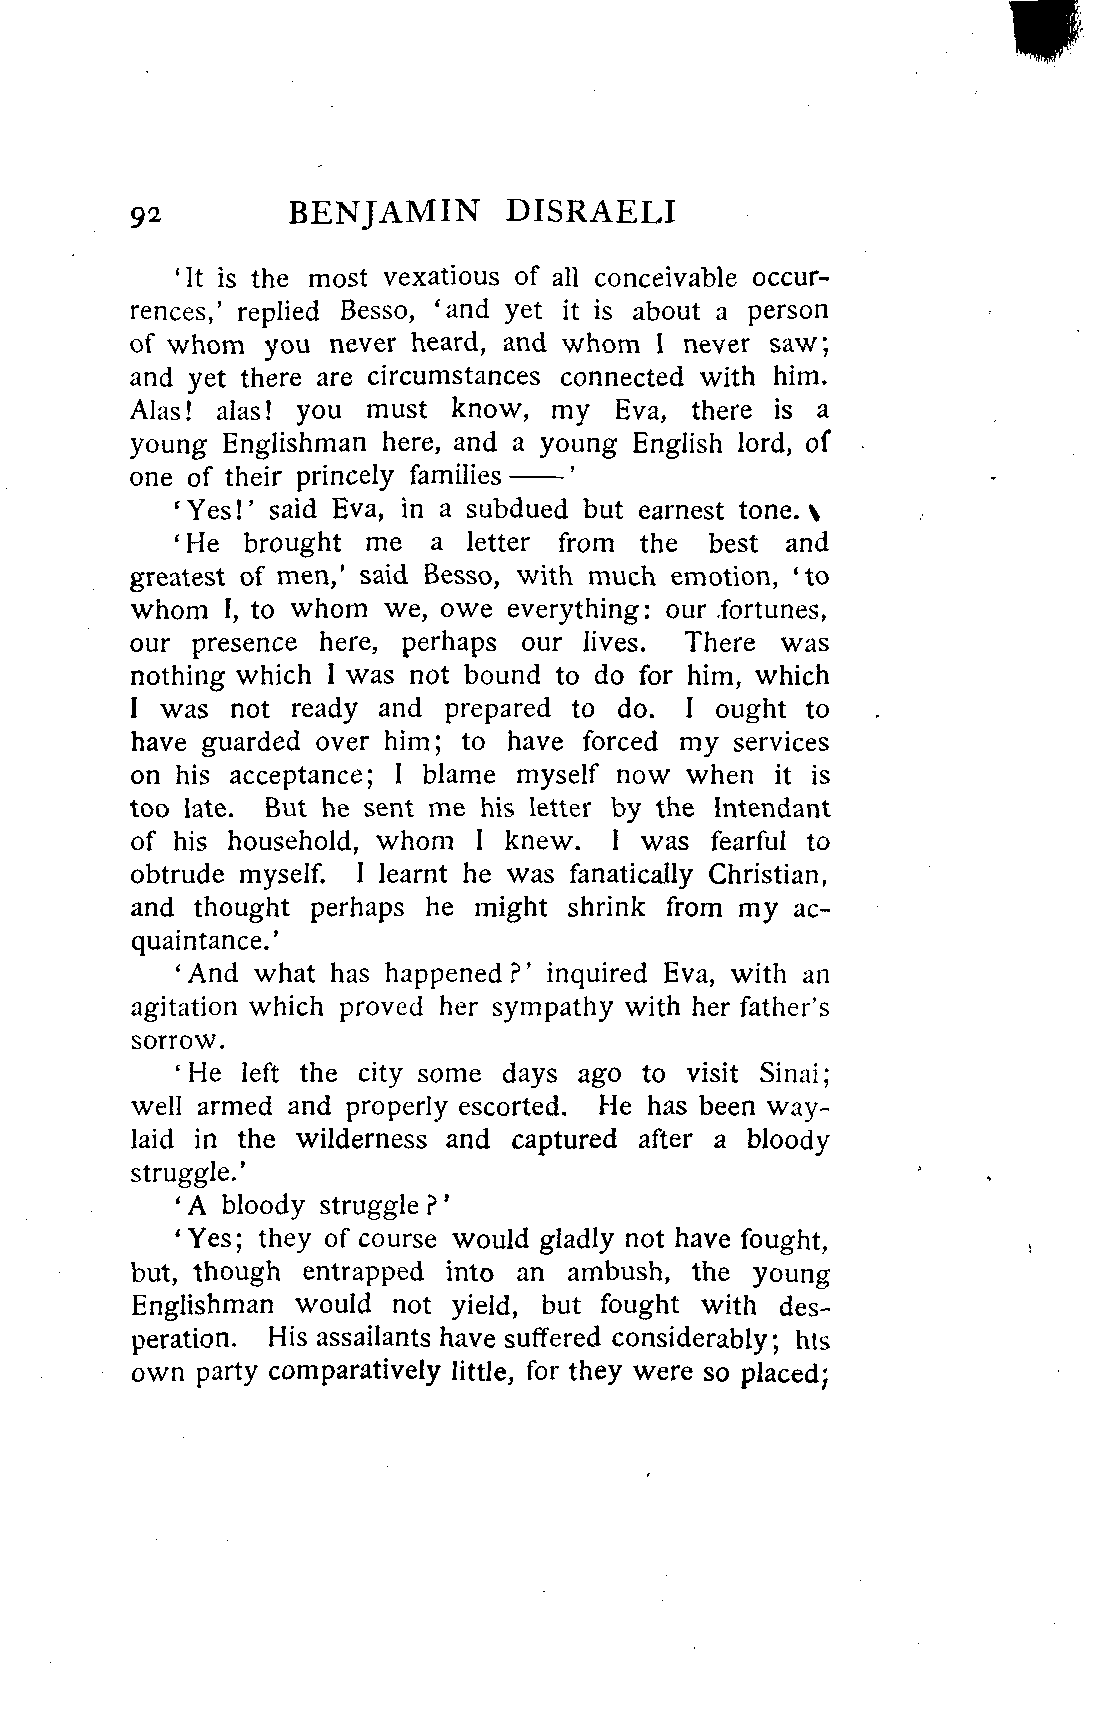 92 BENJAMIN DISRAELI
‘It is the most vexatious of all conceivable occur-
rences,’ replied Besso, ‘and yet it is about a person
of whom you never heard, and whom I never saw;
and yet there are circumstances connected with him.
Alas! alas! you must know, my Eva, there is a
young Englishman here, and a young English lord, of
one of their princely families ——’
‘Yes!’ said Eva, in a subdued but earnest tone.
‘He brought me a letter from the best and
greatest of men,’ said Besso, with much emotion, ‘to
whom I, to whom we, owe everything: our fortunes,
our presence here, perhaps our lives. There was
nothing which I was not bound to do for him, which
I was not ready and prepared to do. I ought to
have guarded over him; to have forced my services
on his acceptance; I blame myself now when it is
too late. But he sent me his letter by the Intendant
of his household, whom I knew. I was fearful to
obtrude myself. I learnt he was fanatically Christian,
and thought perhaps he might shrink from my ac-
quaintance.’
‘And what has happened?’ inquired Eva, with an
agitation which proved her sympathy with her father's
sorrow.
‘He left the city some days ago to visit Sinai;
well armed and properly escorted. He has been way-
laid in the wilderness and captured after a bloody
struggle.’
‘A bloody struggle?’
‘Yes; they of course would gladly not have fought,
but, though entrapped into an ambush, the young
Englishman would not yield, but fought with des-
peration. His assailants have suffered considerably; his
own party comparatively little, for they were so placed;